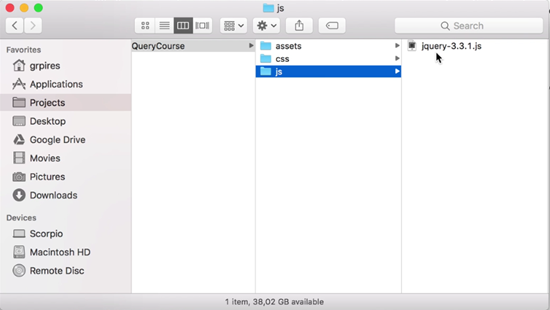 js
Search
Favorites
grpires
Applications
Projects
Desktop
Google Drive
Movies
Pictures
Downloads
Devices
Scorpio
Macintosh HD
Remote Disc
QueryCourse
assets
css
js
jquery-3.3.1.js
1 item, 38,02 GB available